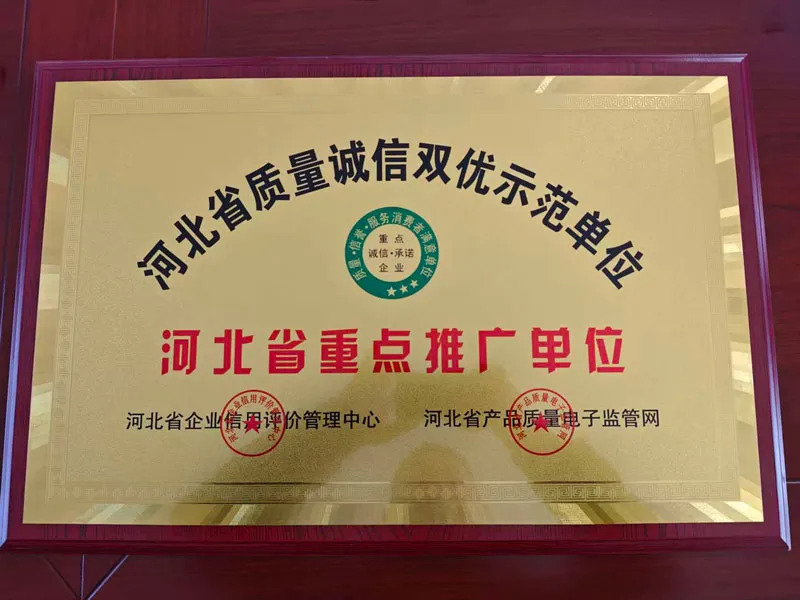 河北省质量诚信双优示范单位
质量·信誉·服务消费者满意单位
重点
诚信·承诺
企业
河北省重点推广单位
河北省企业信用评价管理中心
河北省产品质量电子监管网